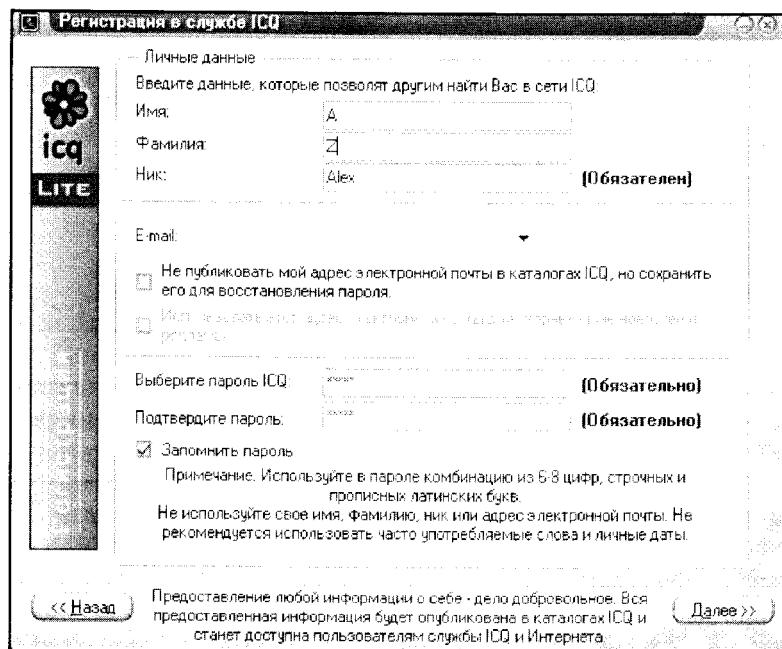 Регистрация в службе ICQ
Личные данные
Введите данные, которые позволят другим найти Вас в сети ICQ:
Имя: A
Фамилия: Z
Ник: Alex (Обязателен)
icq
LITE
E-mail:
Не публиковать мой адрес электронной почты в каталогах ICQ, но сохранить
его для восстановления пароля.
Выберите пароль ICQ: ***** (Обязательно)
Подтвердите пароль: ***** (Обязательно)
Запомнить пароль
Примечание. Используйте в пароле комбинацию из 6-8 цифр, строчных и
прописных латинских букв.
Не используйте свое имя, фамилию, ник или адрес электронной почты. Не
рекомендуется использовать часто употребляемые слова и личные даты.
<< Назад
Предоставление любой информации о себе - дело добровольное. Вся
предоставленная информация будет опубликована в каталогах ICQ и
станет доступна пользователям службы ICQ и Интернета.
Далее >>